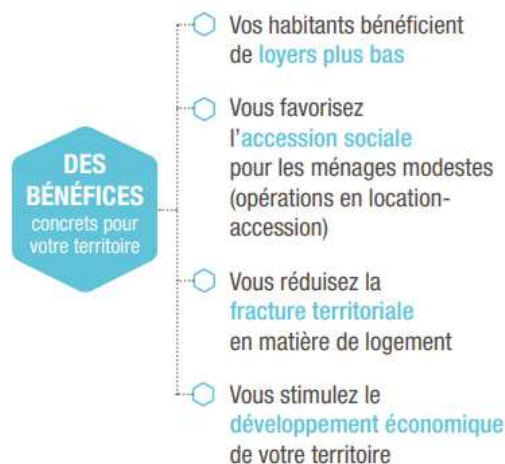 DES
BÉNÉFICES
concrets pour
votre territoire
Vos habitants bénéficient
de loyers plus bas
Vous favorisez
l'accession sociale
pour les ménages modestes
(opérations en location-
accession)
Vous réduisez la
fracture territoriale
en matière de logement
Vous stimulez le
développement économique
de votre territoire